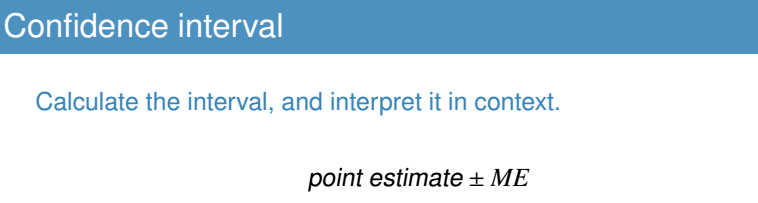 Confidence interval
Calculate the interval, and interpret it in context.
point estimate ± ME